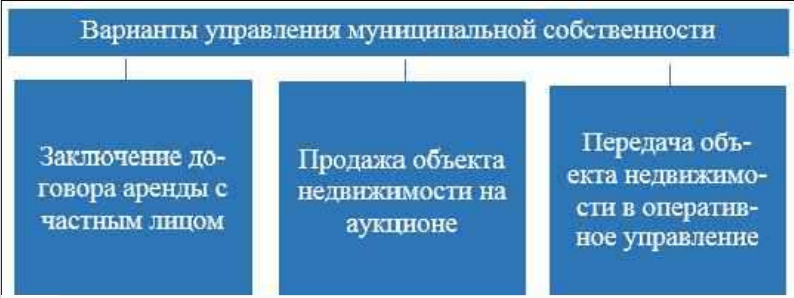 Варианты управления муниципальной собственности
Заключение до-
говора аренды с
частным лицом
Продажа объекта
недвижимости на
аукционе
Передача объ-
екта недвижимо-
сти в оператив-
ное управление